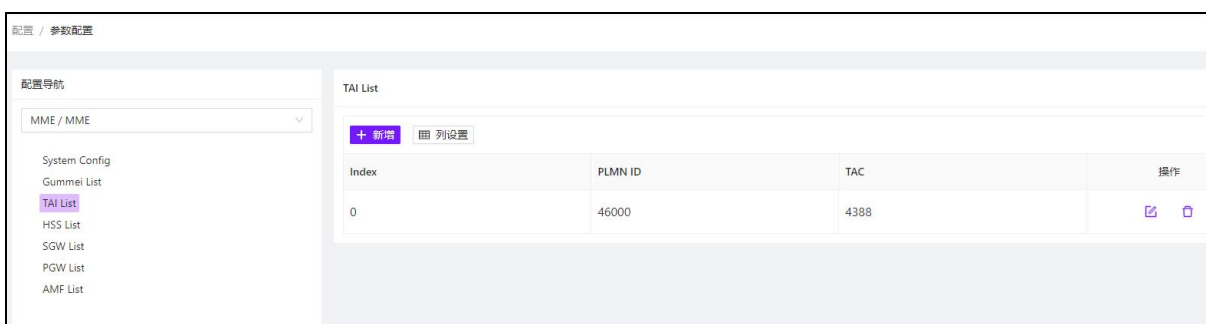 配置 / 参数配置
配置导航
MME / MME
System Config
Gummei List
TAI List
HSS List
SGW List
PGW List
AMF List
TAI List
+ 新增 列设置
Index PLMN ID TAC 操作
0 46000 4388